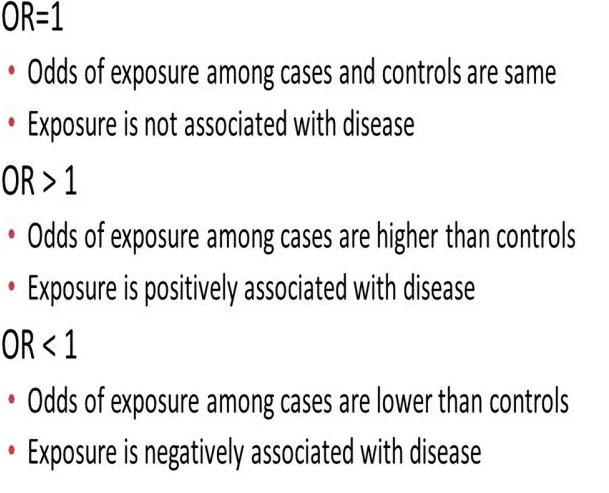 OR=1
• Odds of exposure among cases and controls are same
• Exposure is not associated with disease
OR > 1
• Odds of exposure among cases are higher than controls
• Exposure is positively associated with disease
OR < 1
• Odds of exposure among cases are lower than controls
• Exposure is negatively associated with disease